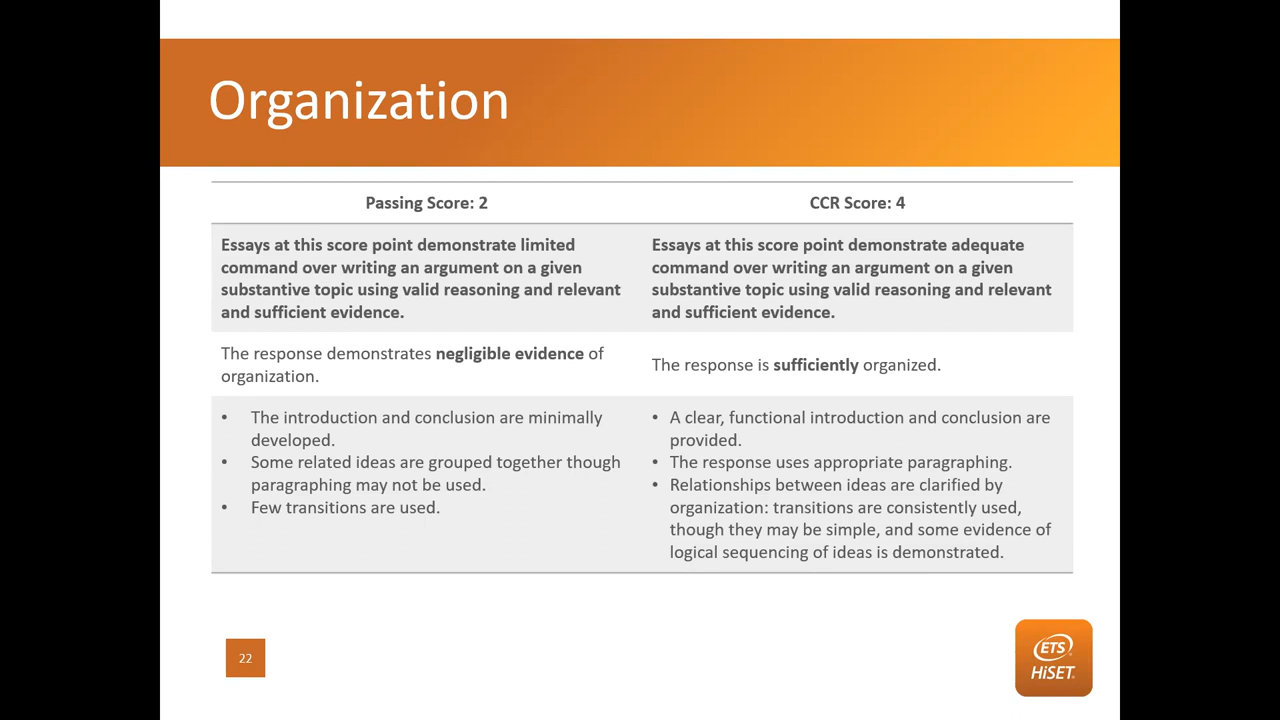 Organization
Passing Score: 2
CCR Score: 4
Essays at this score point demonstrate limited
command over writing an argument on a given
substantive topic using valid reasoning and relevant
and sufficient evidence.
Essays at this score point demonstrate adequate
command over writing an argument on a given
substantive topic using valid reasoning and relevant
and sufficient evidence.
The response demonstrates negligible evidence of
organization.
The response is sufficiently organized.
• The introduction and conclusion are minimally
developed.
• Some related ideas are grouped together though
paragraphing may not be used.
• Few transitions are used.
• A clear, functional introduction and conclusion are
provided.
• The response uses appropriate paragraphing.
• Relationships between ideas are clarified by
organization: transitions are consistently used,
though they may be simple, and some evidence of
logical sequencing of ideas is demonstrated.
22
ETS
HiSET